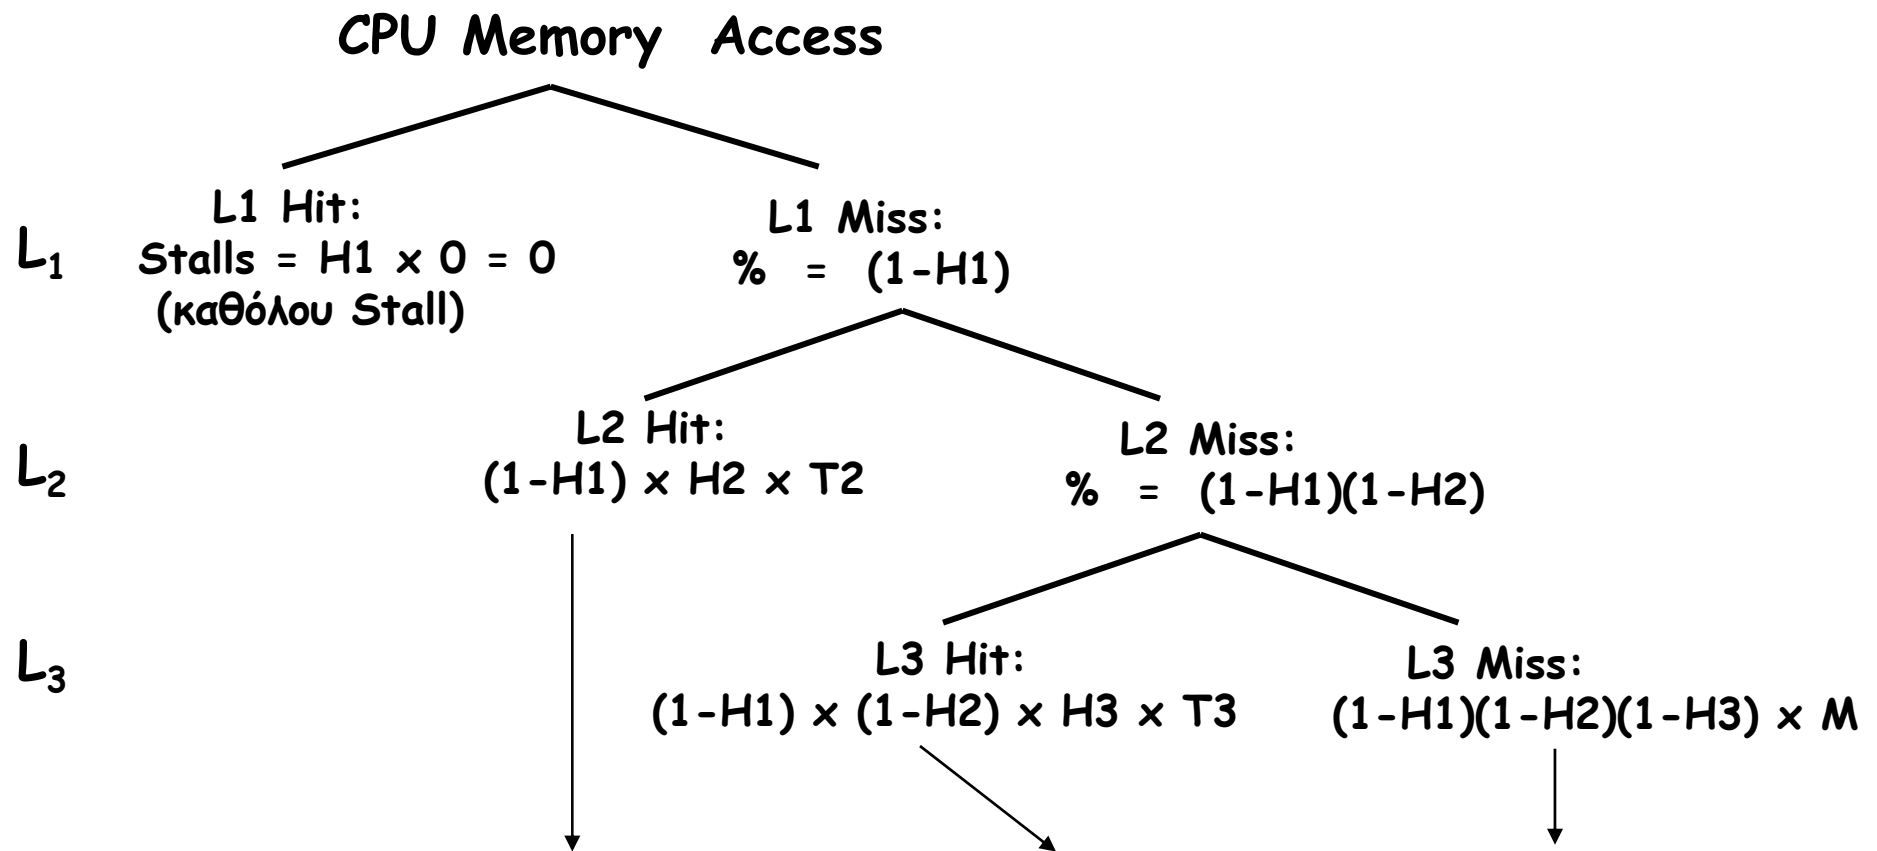 CPU Memory Access
L1 Hit:
Stalls = H1 x 0 = 0
(καθόλου Stall)
L1 Miss:
% = (1-H1)
L₁
L2 Hit:
(1-H1) x H2 x T2
L2 Miss:
% = (1-H1)(1-H2)
L₂
L3 Hit:
(1-H1) x (1-H2) x H3 x T3
L3 Miss:
(1-H1)(1-H2)(1-H3) x M
L₃